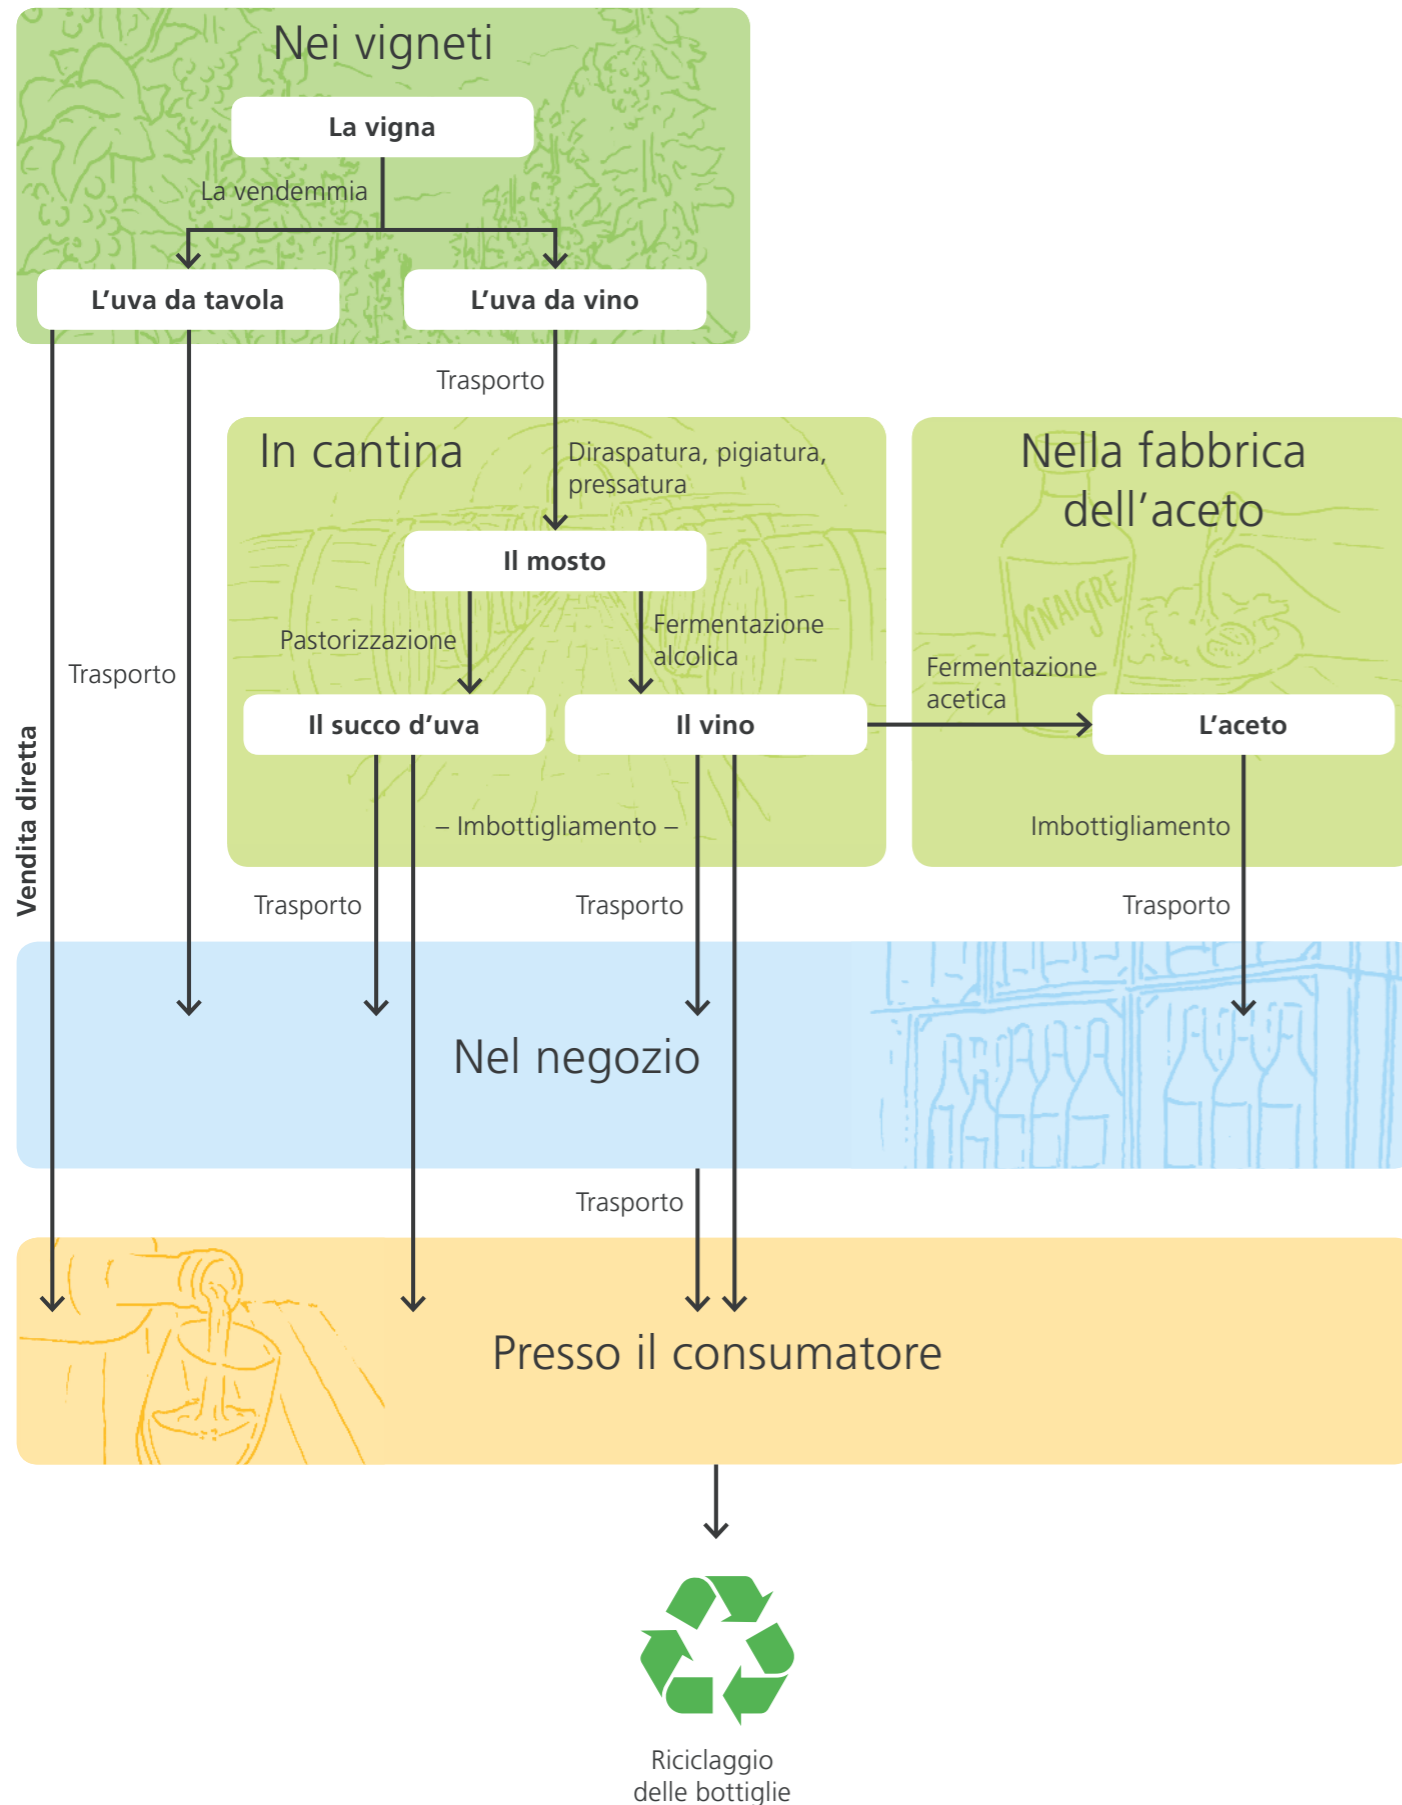 Nei vigneti
La vigna
La vendemmia
L'uva da tavola
L'uva da vino
Trasporto
In cantina
Diraspatura, pigiatura,
pressatura
Nella fabbrica
dell'aceto
Il mosto
VINAIGRE
Pastorizzazione
Fermentazione
alcolica
Trasporto
Fermentazione
acetica
Il succo d'uva
Il vino
L'aceto
Vendita diretta
– Imbottigliamento –
Imbottigliamento
Trasporto
Trasporto
Trasporto
Nel negozio
Trasporto
Presso il consumatore
Riciclaggio
delle bottiglie